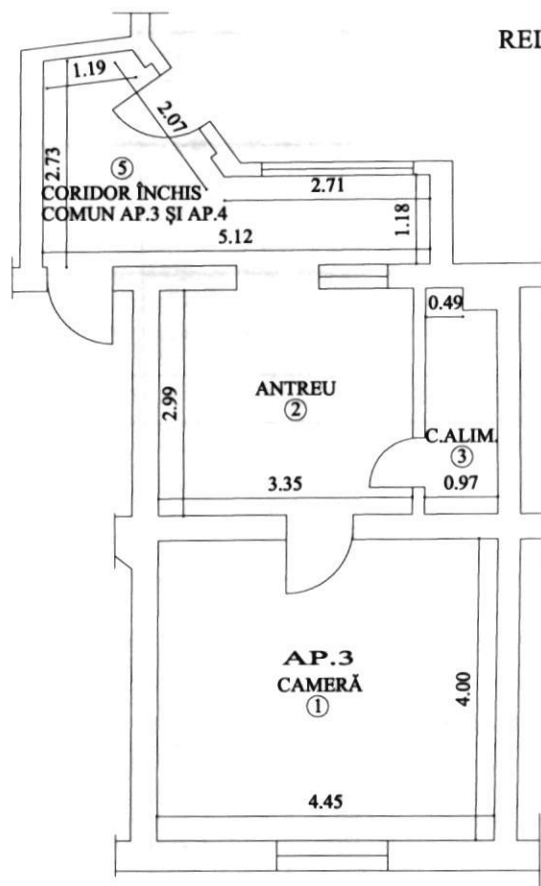 REL
1.19
2.07
2.73
5
CORIDOR ÎNCHIS
COMUN AP.3 ȘI AP.4
2.71
1.18
5.12
0.49
2.99
ANTREU
2
C.ALIM.
3
3.35
0.97
AP.3
CAMERĂ
1
4.00
4.45